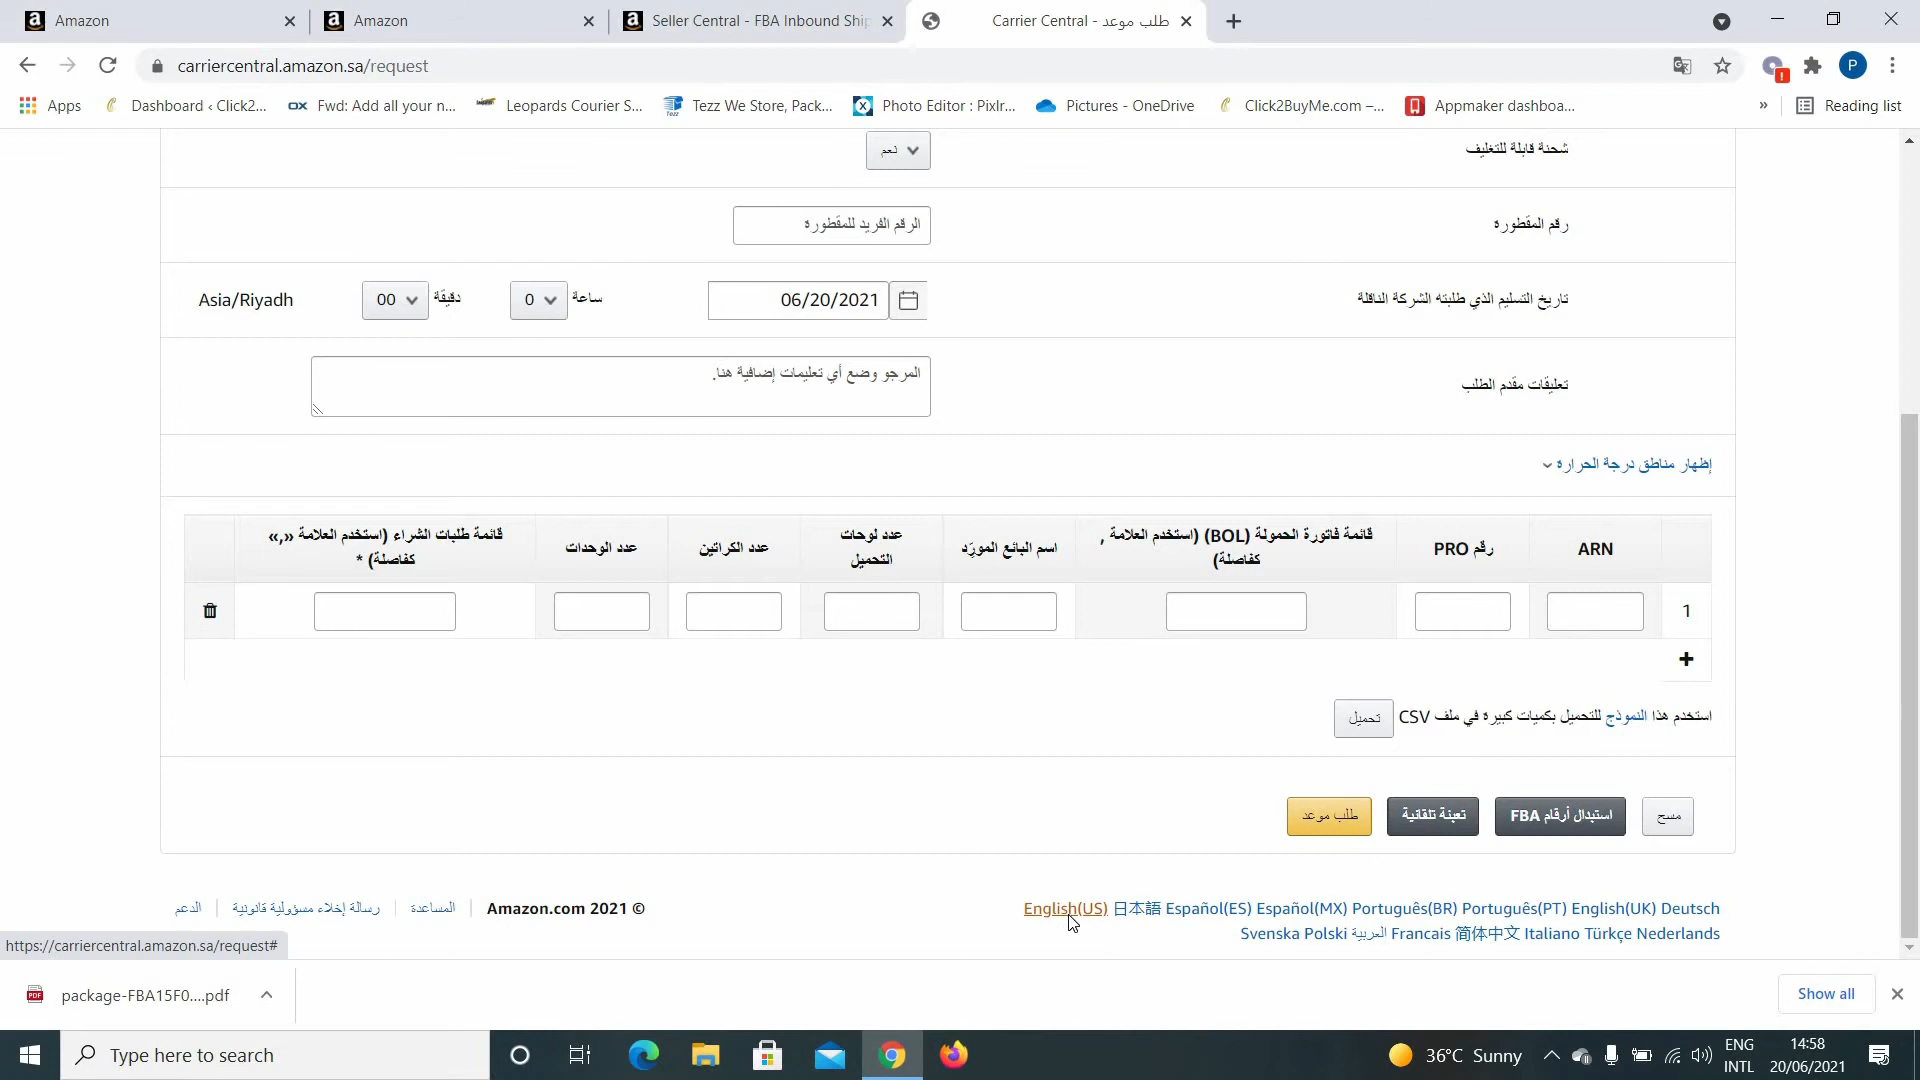 Amazon
Amazon
Seller Central - FBA Inbound Ship
Carrier Central - طلب موعد
carriercentral.amazon.sa/request
P
Apps
Dashboard ‹ Click2...
Fwd: Add all your n...
Leopards Courier S...
Tezz We Store, Pack...
Photo Editor : Pixlr...
Pictures - OneDrive
Click2BuyMe.com –...
Appmaker dashboa...
»
Reading list
شحنة قابلة للتغليف
نعم
رقم المقطورة
الرقم الفريد للمقطورة
تاريخ التسليم الذي طلبته الشركة الناقلة
06/20/2021
ساعة
0
دقيقة
00
Asia/Riyadh
تعليقات مقدم الطلب
المرجو وضع أي تعليمات إضافية هنا.
إظهار مناطق درجة الحرارة
ARN
رقم PRO
قائمة فاتورة الحمولة (BOL) (استخدم العلامة ,
كفاصلة)
اسم البائع المورّد
عدد لوحات
التحميل
عدد الكراتين
عدد الوحدات
قائمة طلبات الشراء (استخدم العلامة «,»
كفاصلة) *
1
+
استخدم هذا النموذج للتحميل بكميات كبيرة في ملف CSV
تحميل
مسح
استبدال أرقام FBA
تعبئة تلقائية
طلب موعد
English(US) 日本語 Español(ES) Español(MX) Português(BR) Português(PT) English(UK) Deutsch
Svenska Polski العربية Francais 简体中文 Italiano Türkçe Nederlands
Amazon.com 2021 ©
المساعدة
رسالة إخلاء مسؤولية قانونية
الدعم
https://carriercentral.amazon.sa/request#
package-FBA15F0....pdf
Show all
Type here to search
36°C Sunny
ENG
INTL
14:58
20/06/2021